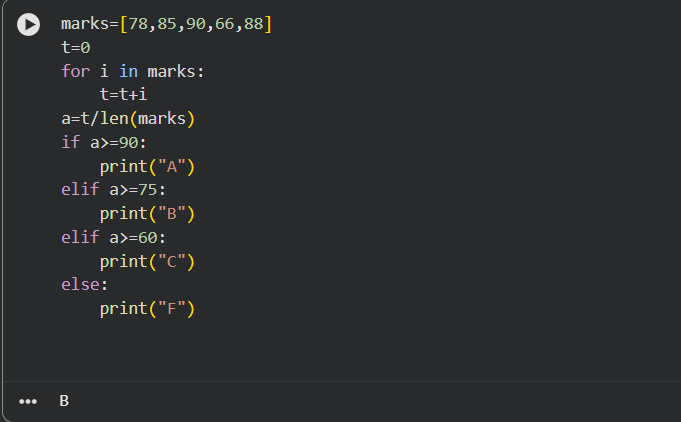 marks=[78,85,90,66,88]
t=0
for i in marks:
    t=t+i
a=t/len(marks)
if a>=90:
    print("A")
elif a>=75:
    print("B")
elif a>=60:
    print("C")
else:
    print("F")
B